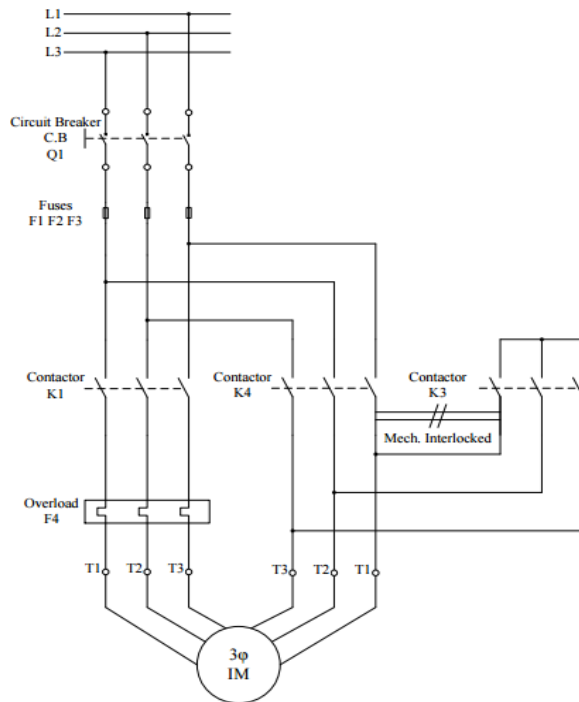 L1
L2
L3
Circuit Breaker
C.B
Q1
Fuses
F1 F2 F3
Contactor
K1
Contactor
K4
Contactor
K3
Mech. Interlocked
Overload
F4
T1 T2 T3 T3 T2 T1
3φ
IM